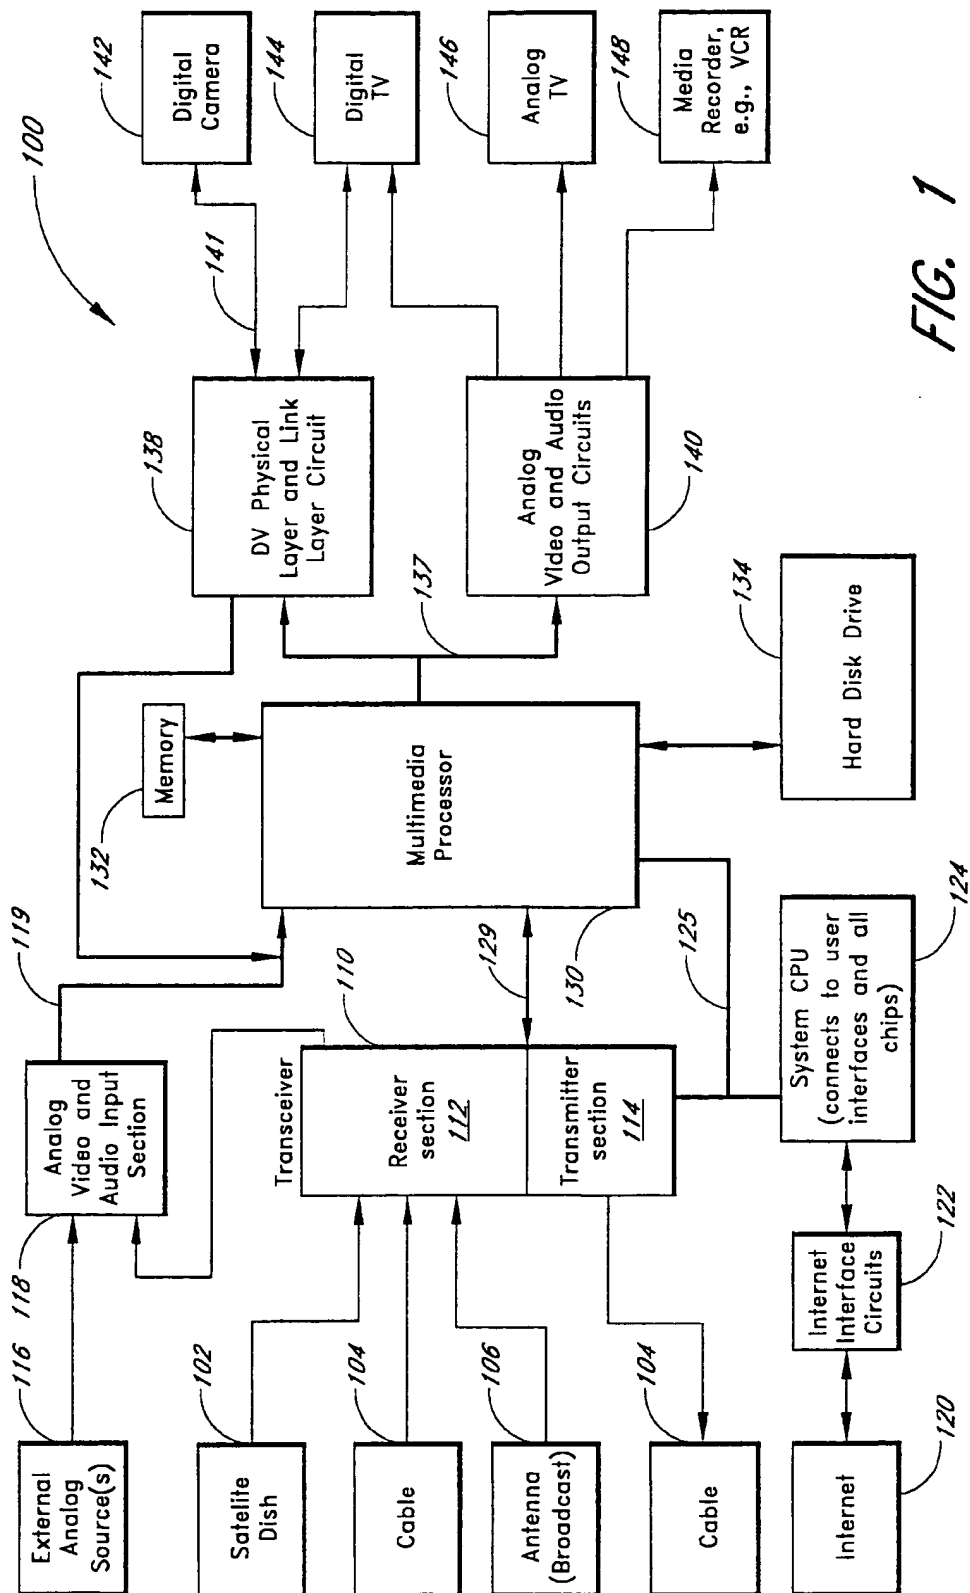 100
116
External
Analog
Source(s)
118
Analog
Video and
Audio Input
Section
119
102
Satellite
Dish
104
Cable
106
Antenna
(Broadcast)
104
Cable
120
Internet
122
Internet
Interface
Circuits
124
System CPU
(connects to user
interfaces and all
chips)
125
Transceiver
110
Receiver
section
112
Transmitter
section
114
129
130
Multimedia
Processor
132
Memory
134
Hard Disk Drive
137
138
DV Physical
Layer and Link
Layer Circuit
140
Analog
Video and Audio
Output Circuits
141
142
Digital
Camera
144
Digital
TV
146
Analog
TV
148
Media
Recorder,
e.g., VCR
FIG. 1